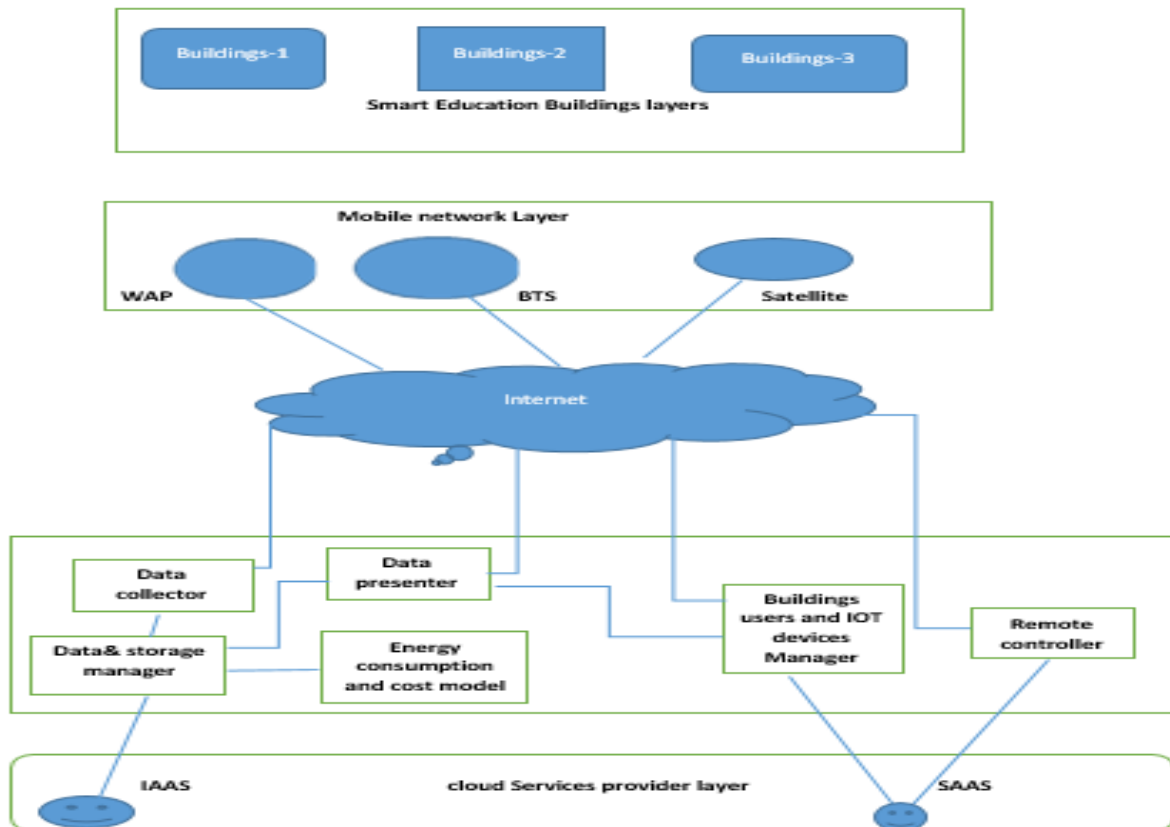 Buildings-1
Buildings-2
Buildings-3
Smart Education Buildings layers
Mobile network Layer
WAP
BTS
Satellite
Internet
Data
collector
Data
presenter
Buildings
users and IOT
devices
Manager
Remote
controller
Data& storage
manager
Energy
consumption
and cost model
IAAS
cloud Services provider layer
SAAS